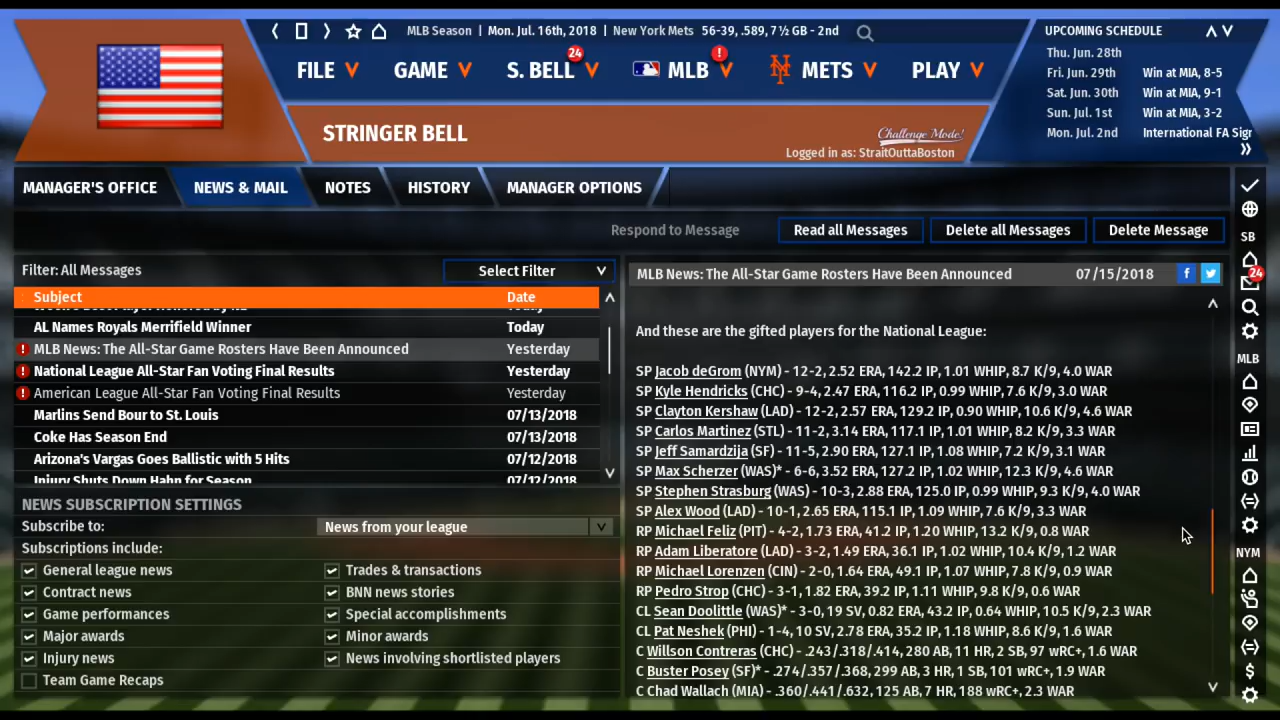 MLB Season | Mon. Jul. 16th, 2018 | New York Mets 56-39, .589, 7 ½ GB - 2nd
FILE GAME S. BELL 24 MLB ! METS PLAY
STRINGER BELL
Challenge Mode!
Logged in as: StraitOuttaBoston
UPCOMING SCHEDULE
Thu. Jun. 28th
Fri. Jun. 29th Win at MIA, 8-5
Sat. Jun. 30th Win at MIA, 9-1
Sun. Jul. 1st Win at MIA, 3-2
Mon. Jul. 2nd International FA Sigr
MANAGER'S OFFICE NEWS & MAIL NOTES HISTORY MANAGER OPTIONS
Respond to Message Read all Messages Delete all Messages Delete Message
Filter: All Messages Select Filter
Subject Date
Today
AL Names Royals Merrifield Winner Today
! MLB News: The All-Star Game Rosters Have Been Announced Yesterday
! National League All-Star Fan Voting Final Results Yesterday
! American League All-Star Fan Voting Final Results Yesterday
Marlins Send Bour to St. Louis 07/13/2018
Coke Has Season End 07/13/2018
Arizona's Vargas Goes Ballistic with 5 Hits 07/12/2018
Injury Shuts Down Hahn for Season 07/12/2018
NEWS SUBSCRIPTION SETTINGS
Subscribe to: News from your league
Subscriptions include:
General league news Trades & transactions
Contract news BNN news stories
Game performances Special accomplishments
Major awards Minor awards
Injury news News involving shortlisted players
Team Game Recaps
MLB News: The All-Star Game Rosters Have Been Announced 07/15/2018
And these are the gifted players for the National League:
SP Jacob deGrom (NYM) - 12-2, 2.52 ERA, 142.2 IP, 1.01 WHIP, 8.7 K/9, 4.0 WAR
SP Kyle Hendricks (CHC) - 9-4, 2.47 ERA, 116.2 IP, 0.99 WHIP, 7.6 K/9, 3.0 WAR
SP Clayton Kershaw (LAD) - 12-2, 2.57 ERA, 129.2 IP, 0.90 WHIP, 10.6 K/9, 4.6 WAR
SP Carlos Martinez (STL) - 11-2, 3.14 ERA, 117.1 IP, 1.01 WHIP, 8.2 K/9, 3.3 WAR
SP Jeff Samardzija (SF) - 11-5, 2.90 ERA, 127.1 IP, 1.08 WHIP, 7.2 K/9, 3.1 WAR
SP Max Scherzer (WAS)* - 6-6, 3.52 ERA, 127.2 IP, 1.02 WHIP, 12.3 K/9, 4.6 WAR
SP Stephen Strasburg (WAS) - 10-3, 2.88 ERA, 125.0 IP, 0.99 WHIP, 9.3 K/9, 4.0 WAR
SP Alex Wood (LAD) - 10-1, 2.65 ERA, 115.1 IP, 1.09 WHIP, 7.6 K/9, 3.3 WAR
RP Michael Feliz (PIT) - 4-2, 1.73 ERA, 41.2 IP, 1.20 WHIP, 13.2 K/9, 0.8 WAR
RP Adam Liberatore (LAD) - 3-2, 1.49 ERA, 36.1 IP, 1.02 WHIP, 10.4 K/9, 1.2 WAR
RP Michael Lorenzen (CIN) - 2-0, 1.64 ERA, 49.1 IP, 1.07 WHIP, 7.8 K/9, 0.9 WAR
RP Pedro Strop (CHC) - 3-1, 1.82 ERA, 39.2 IP, 1.11 WHIP, 9.8 K/9, 0.6 WAR
CL Sean Doolittle (WAS)* - 3-0, 19 SV, 0.82 ERA, 43.2 IP, 0.64 WHIP, 10.5 K/9, 2.3 WAR
CL Pat Neshek (PHI) - 1-4, 10 SV, 2.78 ERA, 35.2 IP, 1.18 WHIP, 8.6 K/9, 1.6 WAR
C Willson Contreras (CHC) - .243/.318/.414, 280 AB, 11 HR, 2 SB, 97 wRC+, 1.6 WAR
C Buster Posey (SF)* - .274/.357/.368, 299 AB, 3 HR, 1 SB, 101 wRC+, 1.9 WAR
C Chad Wallach (MIA) - .360/.441/.632, 125 AB, 7 HR, 188 wRC+, 2.3 WAR
SB
24
MLB
NYM
$